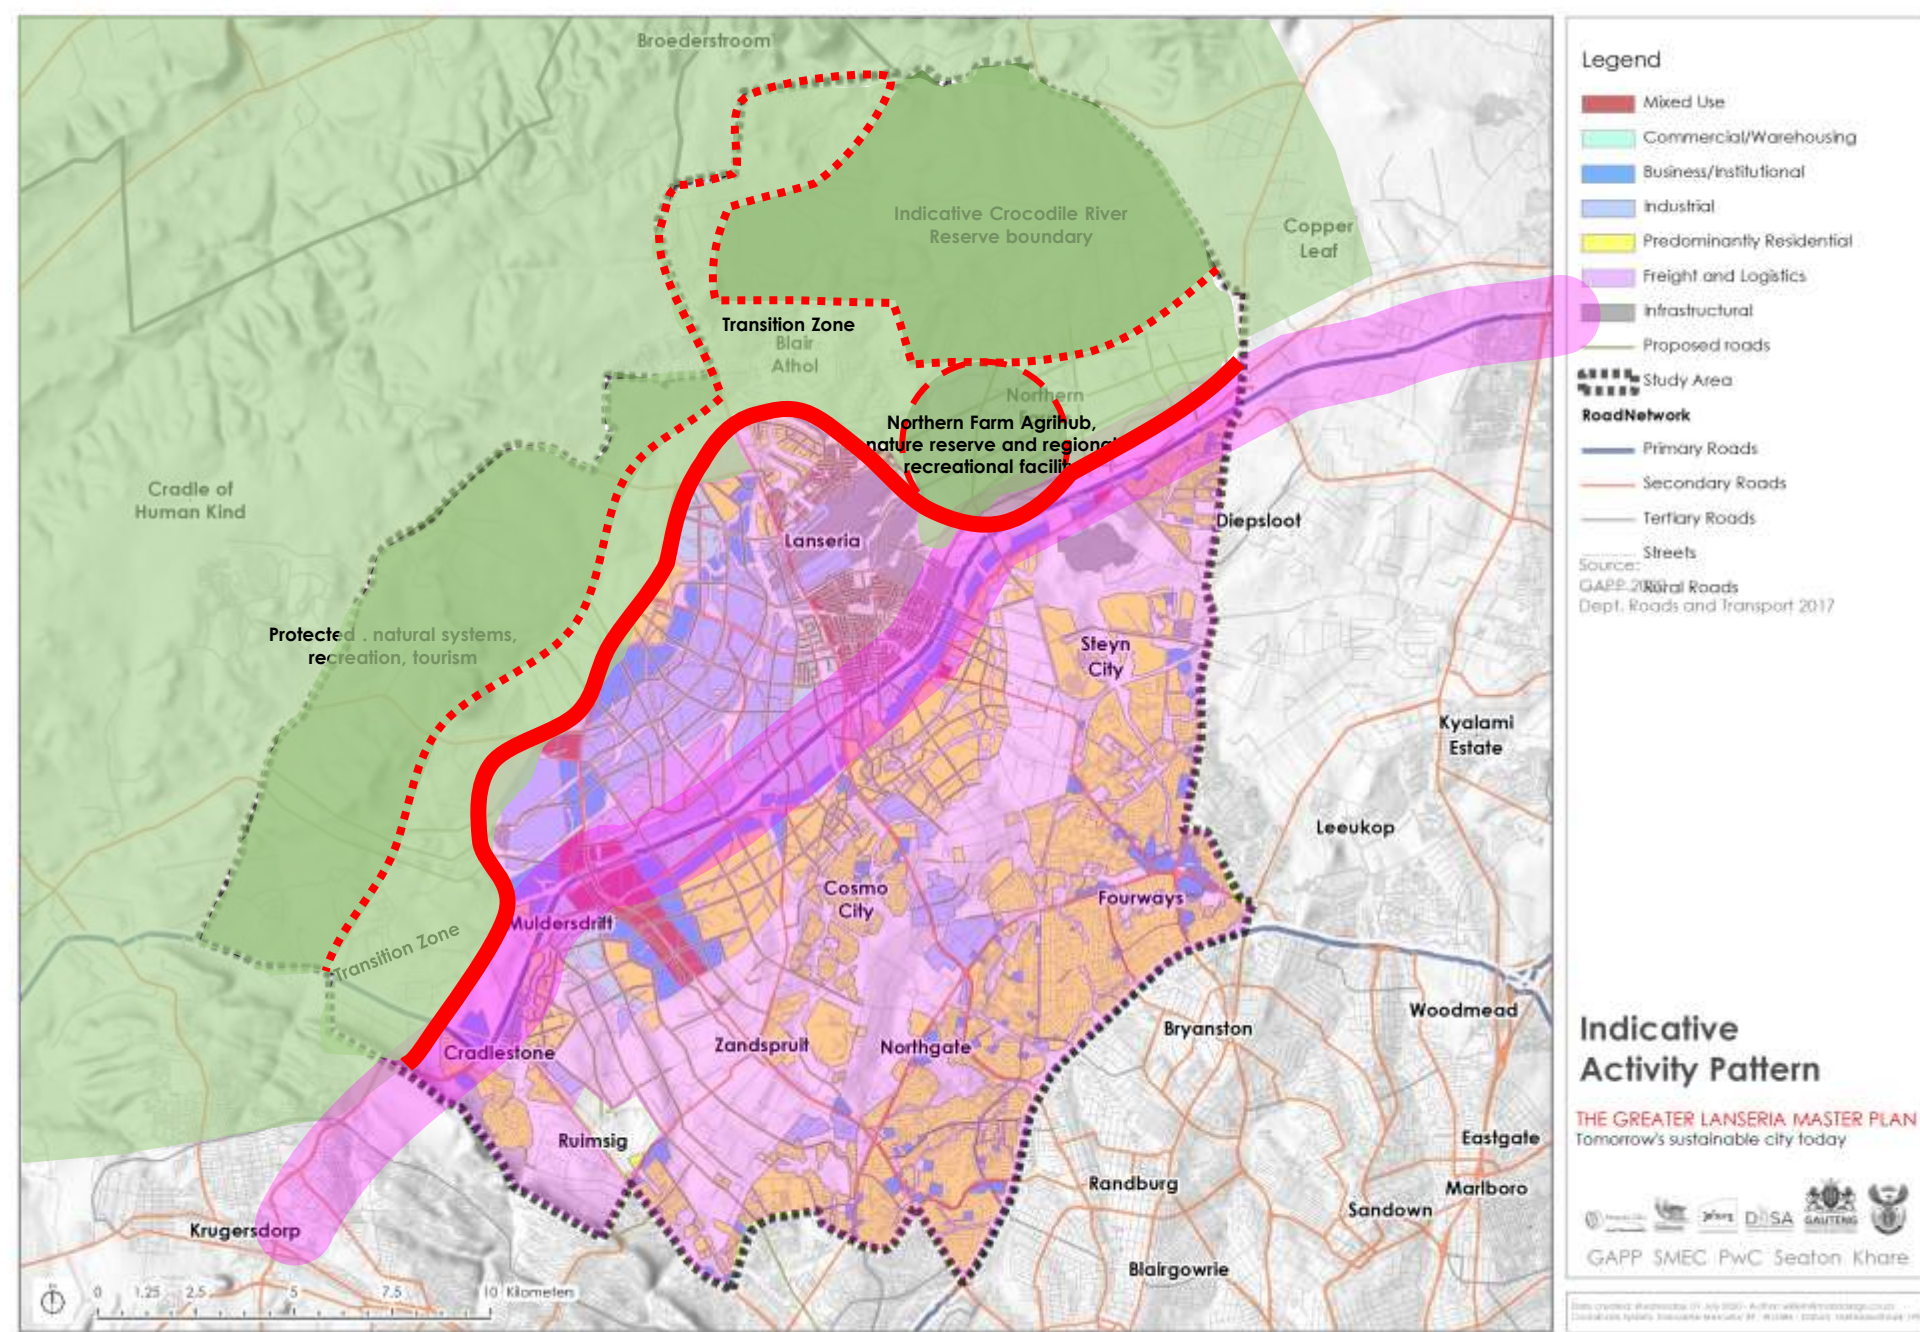 Broederstroom
Indicative Crocodile River
Reserve boundary
Copper
Leaf
Transition Zone
Blair
Athol
Northern
Northern Farm Agrihub,
nature reserve and regional
recreational
Cradle of
Human Kind
Diepsloot
Lanseria
Protected . natural systems,
recreation, tourism
Steyn
City
Kyalami
Estate
Leeukop
Cosmo
City
Fourways
Muldersdrift
Transition Zone
Woodmead
Bryanston
Cradlestone
Zandspruit
Northgate
Ruimsig
Eastgate
Randburg
Marlboro
Sandown
Krugersdorp
Blairgowrie
0 1.25 2.5 5 7.5 10 Kilometers
Legend
Mixed Use
Commercial/Warehousing
Business/Institutional
Industrial
Predominantly Residential
Freight and Logistics
Infrastructural
Proposed roads
Study Area
RoadNetwork
Primary Roads
Secondary Roads
Tertiary Roads
Streets
Source:
GAPP
Rural Roads
Dept. Roads and Transport 2017
Indicative
Activity Pattern
THE GREATER LANSERIA MASTER PLAN
Tomorrow's sustainable city today
GAUTENG
GAPP SMEC PwC Seaton Khare